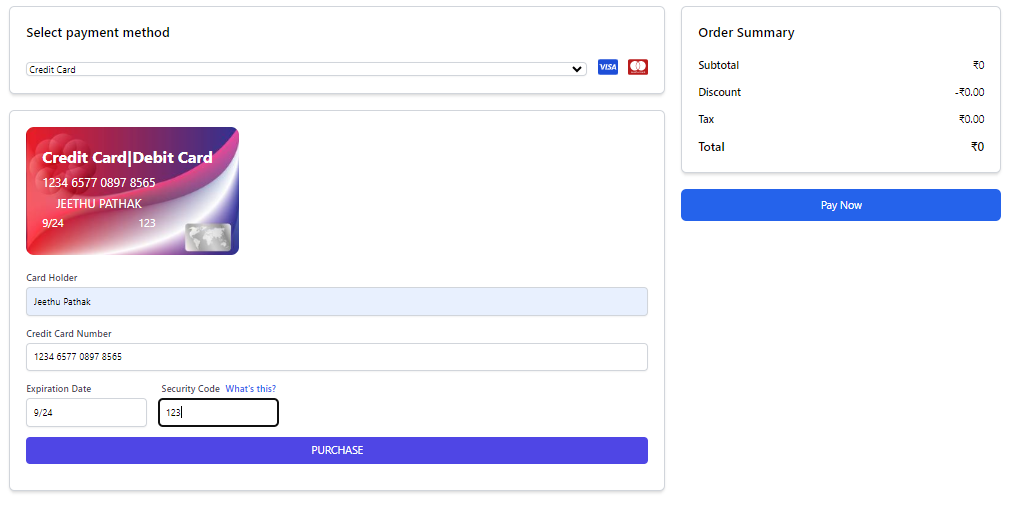 Select payment method
Credit Card
VISA
Credit Card|Debit Card
1234 6577 0897 8565
JEETHU PATHAK
9/24 123
Card Holder
Jeethu Pathak
Credit Card Number
1234 6577 0897 8565
Expiration Date Security Code What's this?
9/24 123
PURCHASE
Order Summary
Subtotal ₹0
Discount -₹0.00
Tax ₹0.00
Total ₹0
Pay Now